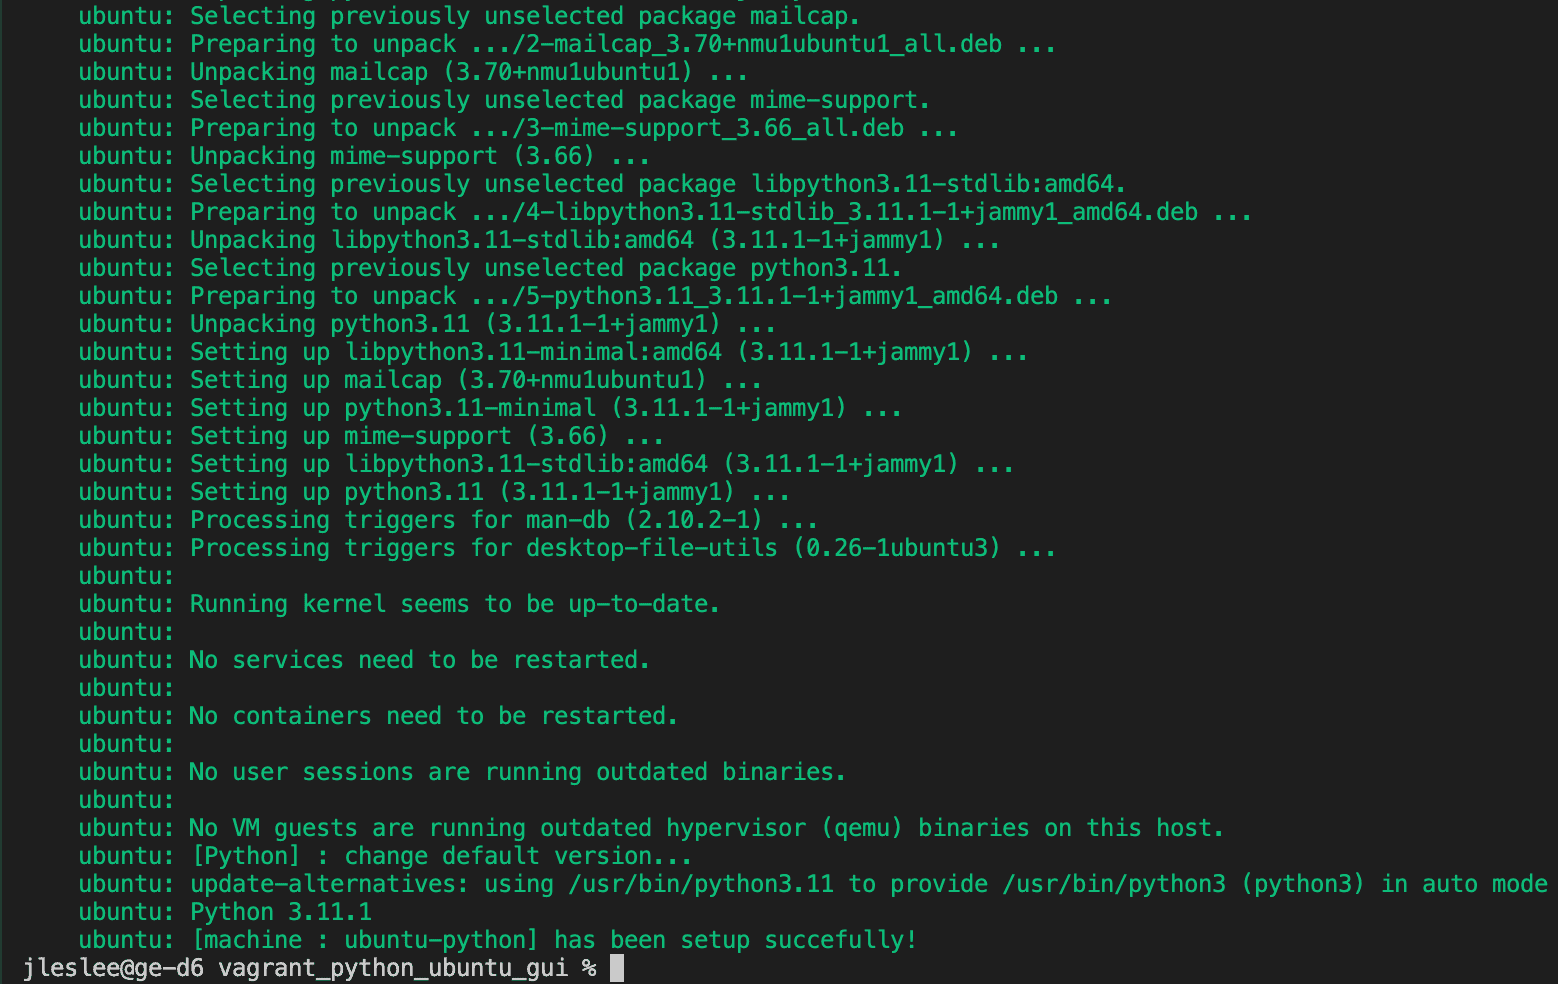 ubuntu: Selecting previously unselected package mailcap.
ubuntu: Preparing to unpack .../2-mailcap_3.70+nmu1ubuntu1_all.deb ...
ubuntu: Unpacking mailcap (3.70+nmu1ubuntu1) ...
ubuntu: Selecting previously unselected package mime-support.
ubuntu: Preparing to unpack .../3-mime-support_3.66_all.deb ...
ubuntu: Unpacking mime-support (3.66) ...
ubuntu: Selecting previously unselected package libpython3.11-stdlib:amd64.
ubuntu: Preparing to unpack .../4-libpython3.11-stdlib_3.11.1-1+jammy1_amd64.deb ...
ubuntu: Unpacking libpython3.11-stdlib:amd64 (3.11.1-1+jammy1) ...
ubuntu: Selecting previously unselected package python3.11.
ubuntu: Preparing to unpack .../5-python3.11_3.11.1-1+jammy1_amd64.deb ...
ubuntu: Unpacking python3.11 (3.11.1-1+jammy1) ...
ubuntu: Setting up libpython3.11-minimal:amd64 (3.11.1-1+jammy1) ...
ubuntu: Setting up mailcap (3.70+nmu1ubuntu1) ...
ubuntu: Setting up python3.11-minimal (3.11.1-1+jammy1) ...
ubuntu: Setting up mime-support (3.66) ...
ubuntu: Setting up libpython3.11-stdlib:amd64 (3.11.1-1+jammy1) ...
ubuntu: Setting up python3.11 (3.11.1-1+jammy1) ...
ubuntu: Processing triggers for man-db (2.10.2-1) ...
ubuntu: Processing triggers for desktop-file-utils (0.26-1ubuntu3) ...
ubuntu:
ubuntu: Running kernel seems to be up-to-date.
ubuntu:
ubuntu: No services need to be restarted.
ubuntu:
ubuntu: No containers need to be restarted.
ubuntu:
ubuntu: No user sessions are running outdated binaries.
ubuntu:
ubuntu: No VM guests are running outdated hypervisor (qemu) binaries on this host.
ubuntu: [Python] : change default version...
ubuntu: update-alternatives: using /usr/bin/python3.11 to provide /usr/bin/python3 (python3) in auto mode
ubuntu: Python 3.11.1
ubuntu: [machine : ubuntu-python] has been setup succefully!
jleslee@ge-d6 vagrant_python_ubuntu_gui %